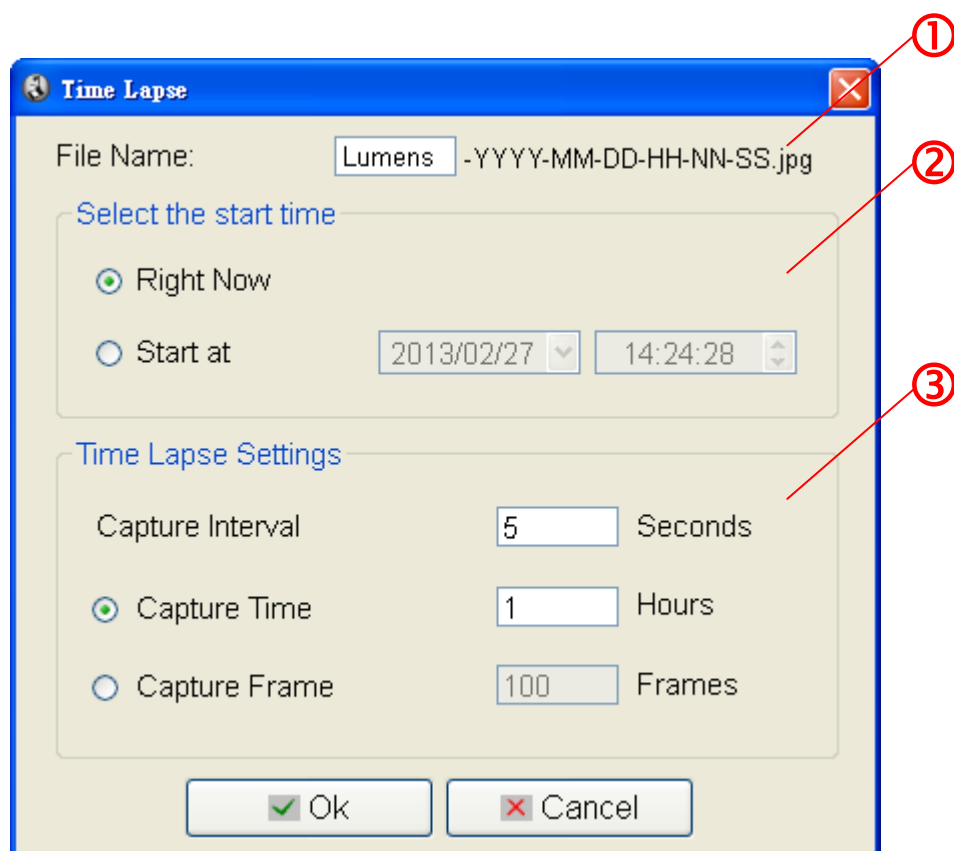 ①
Time Lapse
File Name: Lumens -YYYY-MM-DD-HH-NN-SS.jpg
②
Select the start time
Right Now
Start at 2013/02/27 14:24:28
③
Time Lapse Settings
Capture Interval 5 Seconds
Capture Time 1 Hours
Capture Frame 100 Frames
Ok Cancel